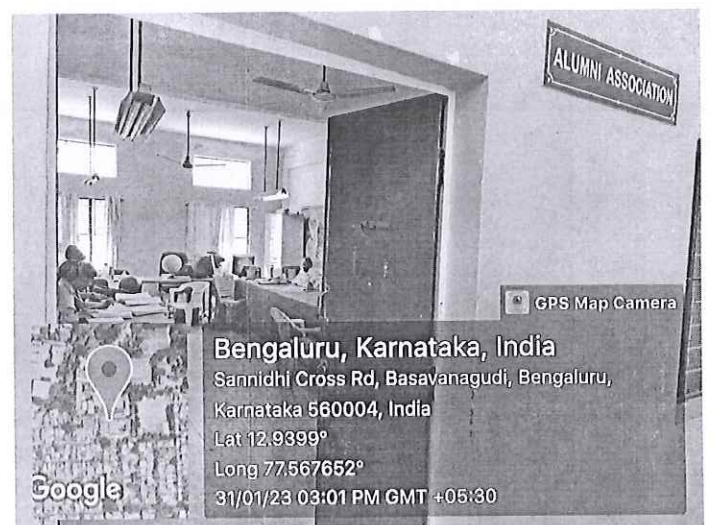 ALUMNI ASSOCIATION
GPS Map Camera
Bengaluru, Karnataka, India
Sannidhi Cross Rd, Basavanagudi, Bengaluru,
Karnataka 560004, India
Lat 12.9399°
Long 77.567652°
31/01/23 03:01 PM GMT +05:30
Google